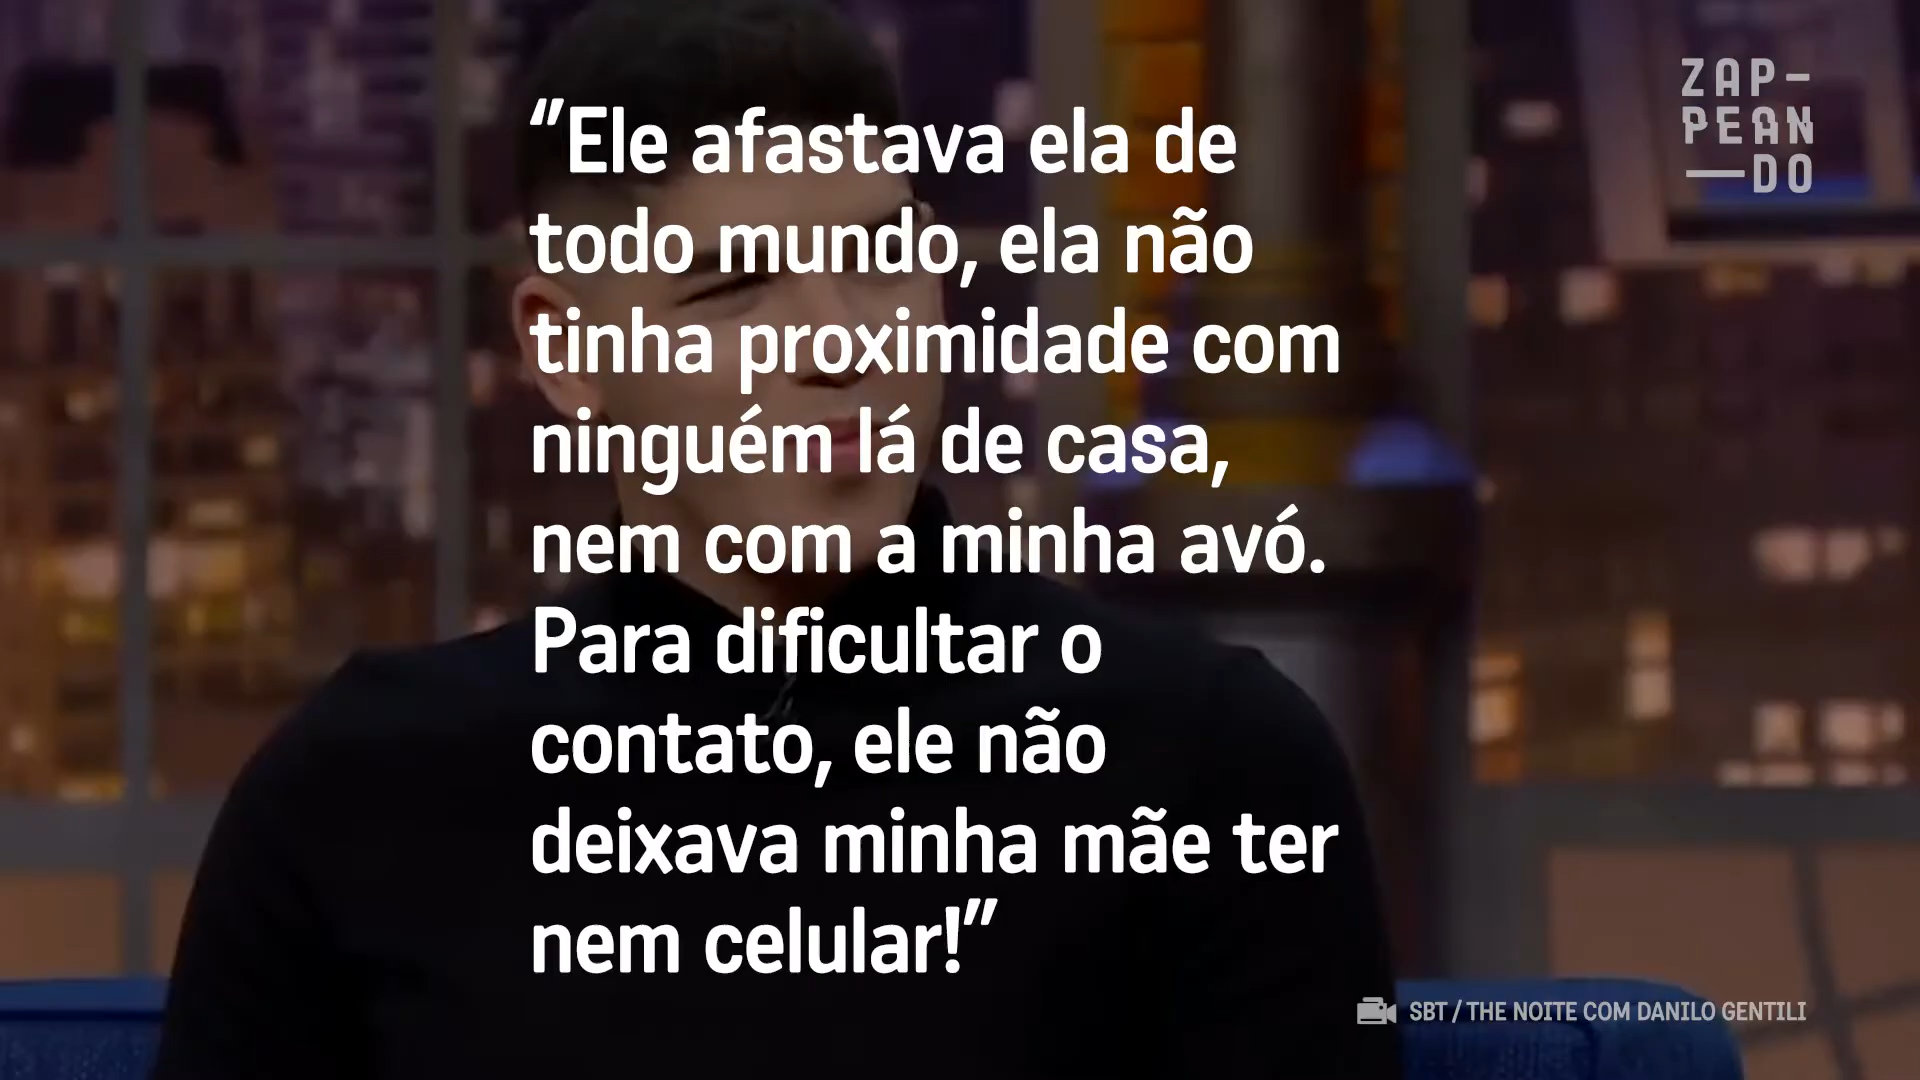 “Ele afastava ela de
todo mundo, ela não
tinha proximidade com
ninguém lá de casa,
nem com a minha avó.
Para dificultar o
contato, ele não
deixava minha mãe ter
nem celular!”
ZAP-
PEAN
—DO
SBT / THE NOITE COM DANILO GENTILI